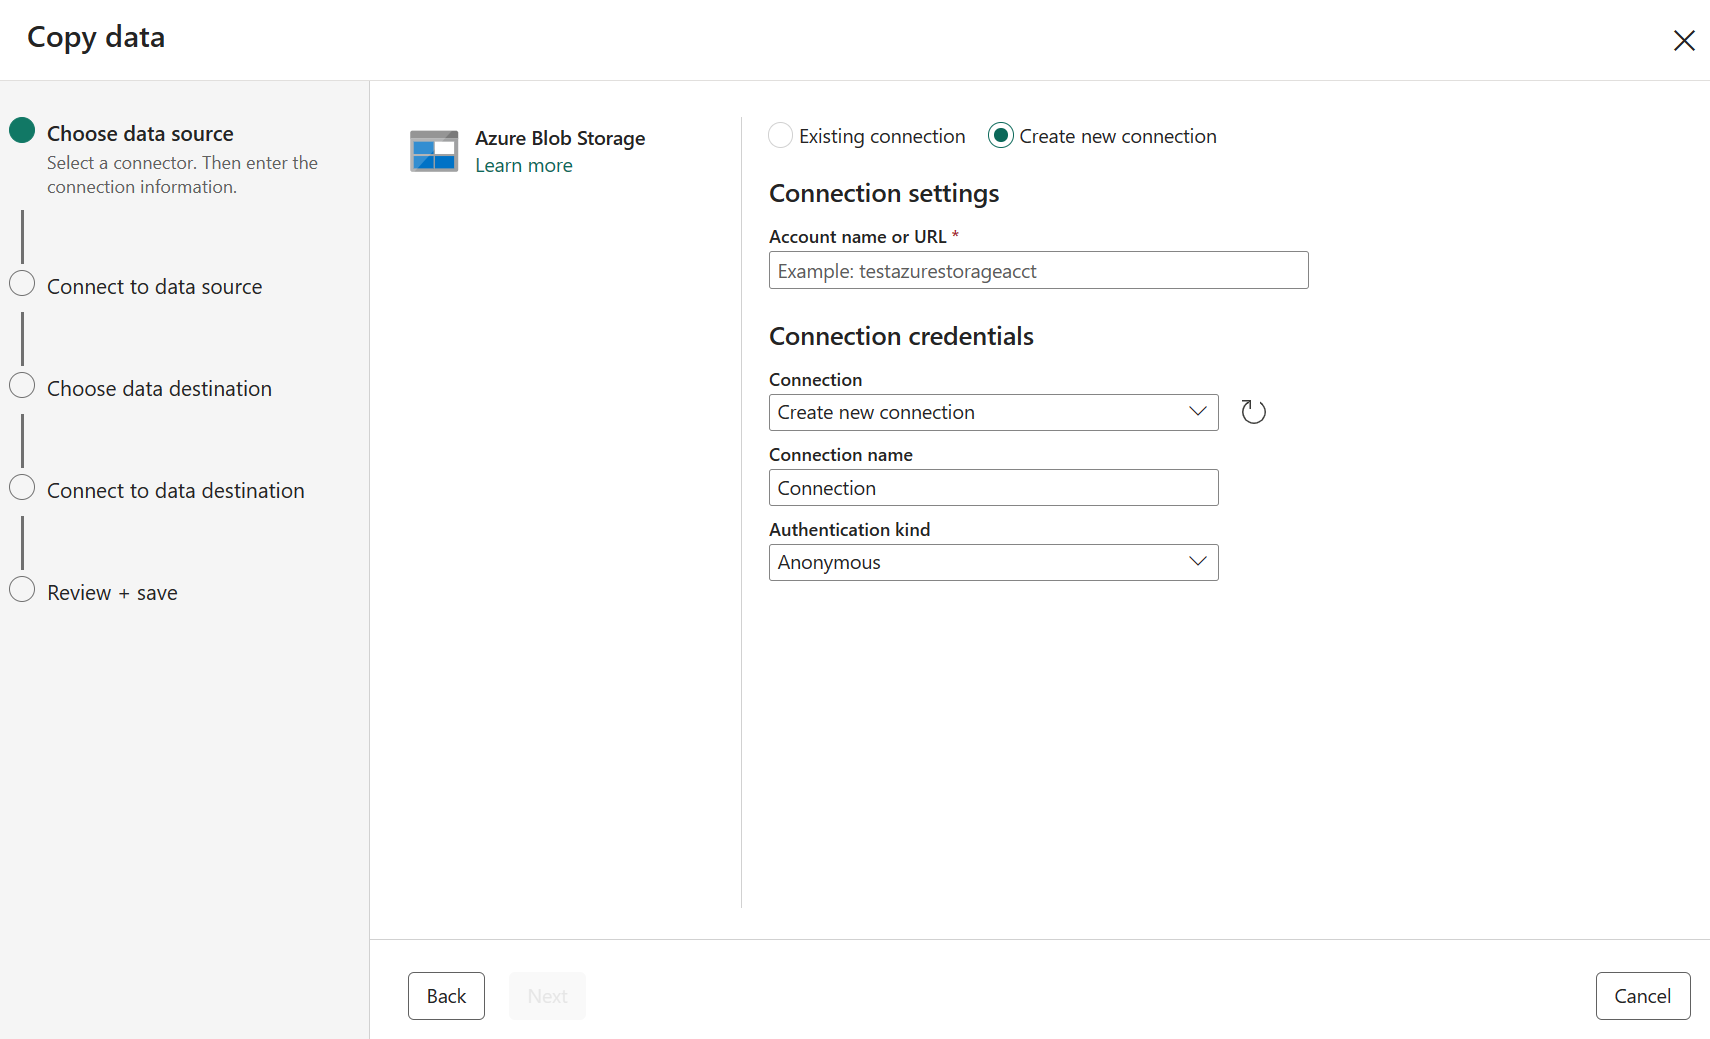 Copy data
Choose data source
Select a connector. Then enter the
connection information.
Connect to data source
Choose data destination
Connect to data destination
Review + save
Azure Blob Storage
Learn more
Existing connection
Create new connection
Connection settings
Account name or URL *
Example: testazurestorageacct
Connection credentials
Connection
Create new connection
Connection name
Connection
Authentication kind
Anonymous
Back
Next
Cancel